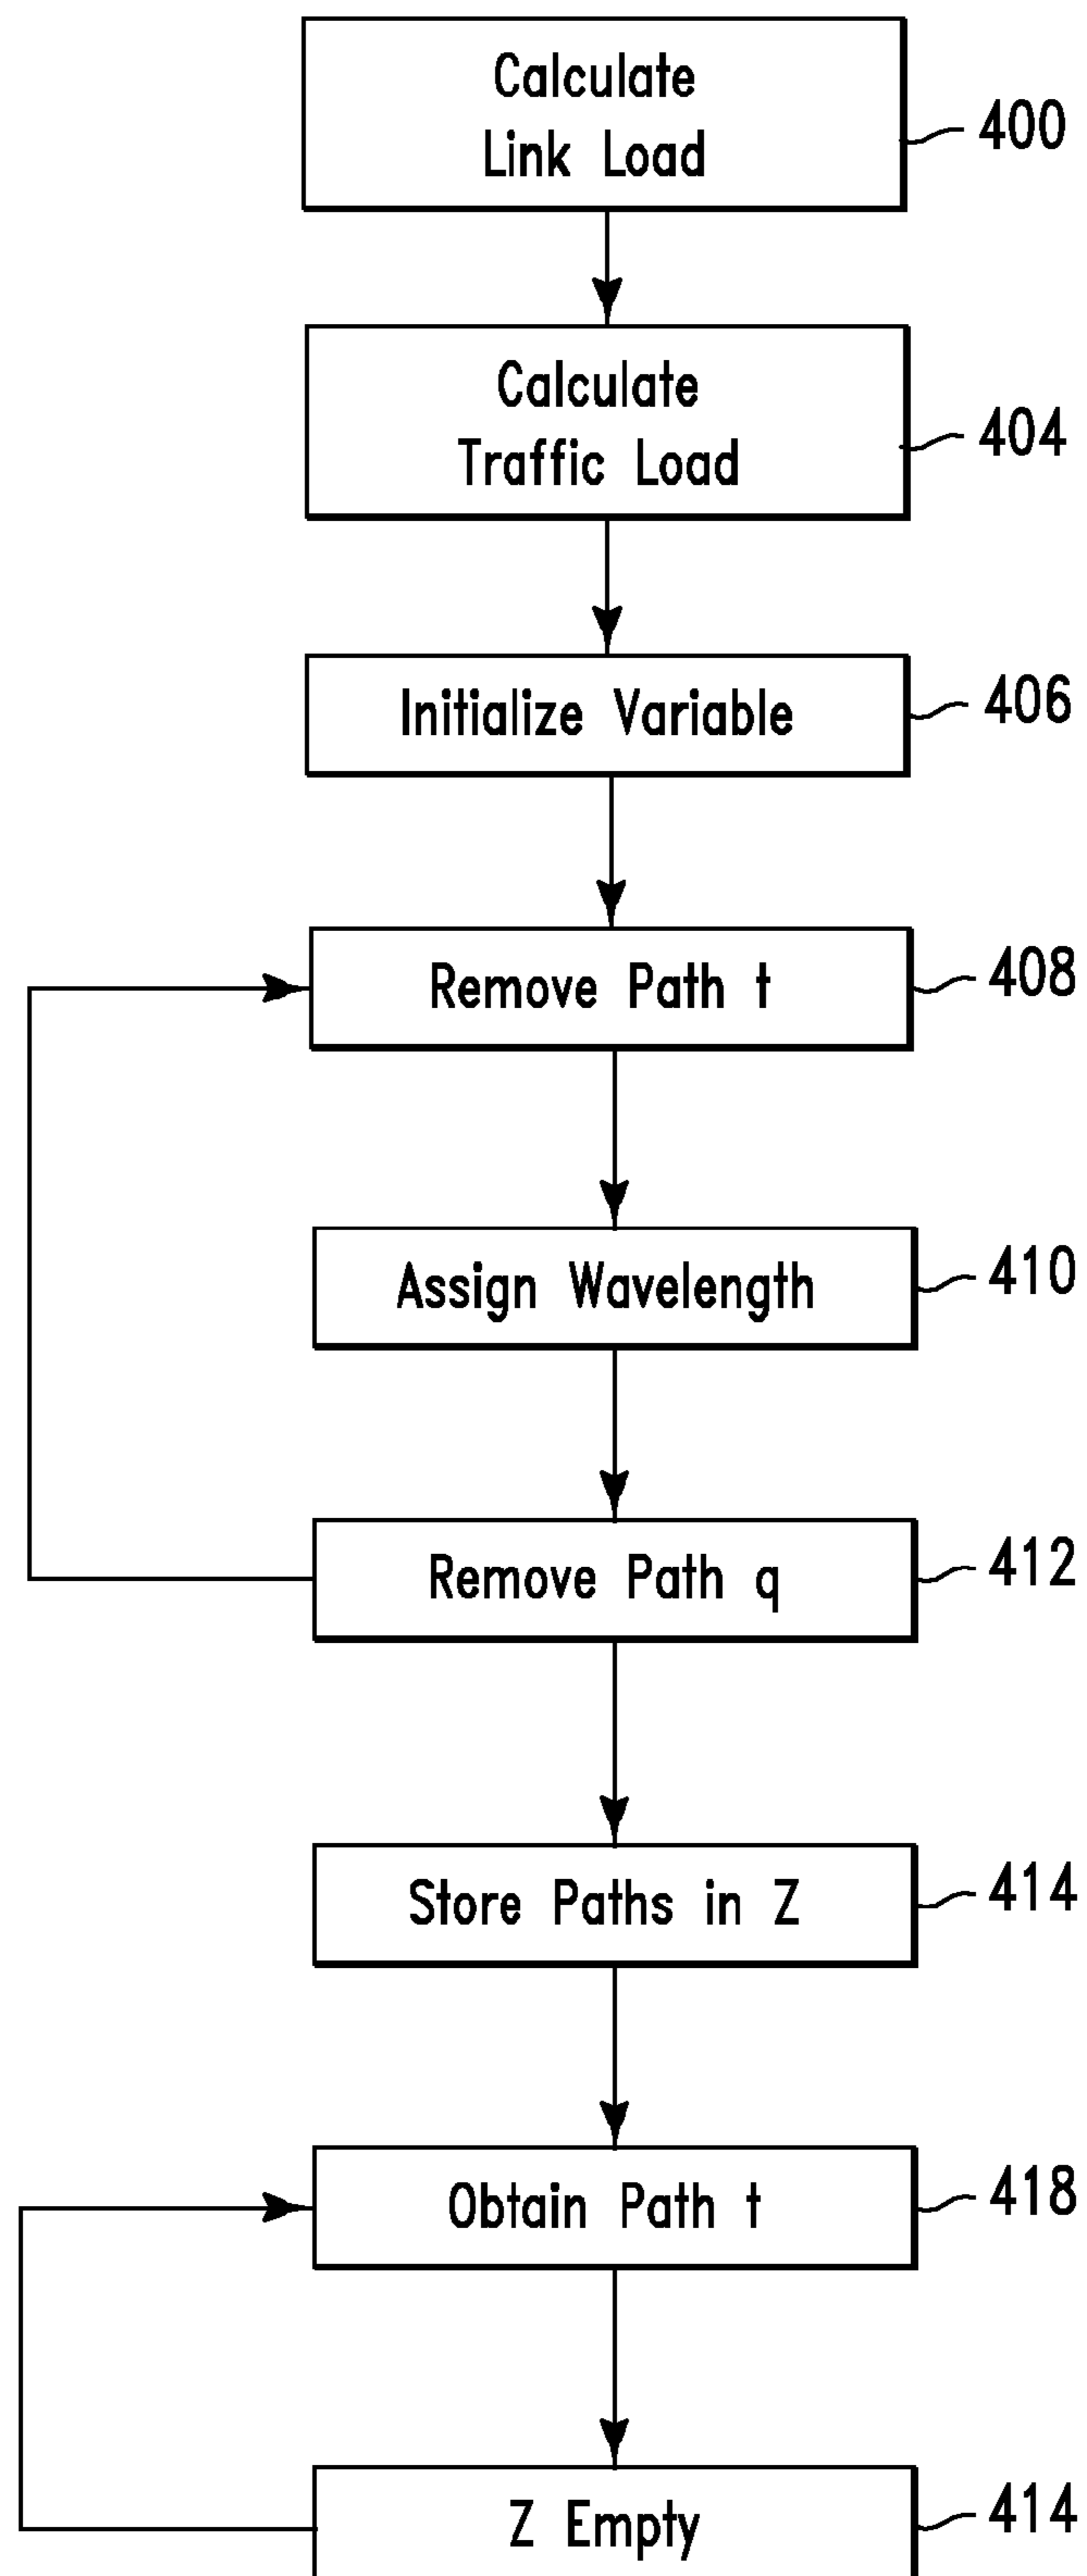 Calculate
Link Load
400
Calculate
Traffic Load
404
Initialize Variable
406
Remove Path t
408
Assign Wavelength
410
Remove Path q
412
Store Paths in Z
414
Obtain Path t
418
Z Empty
414